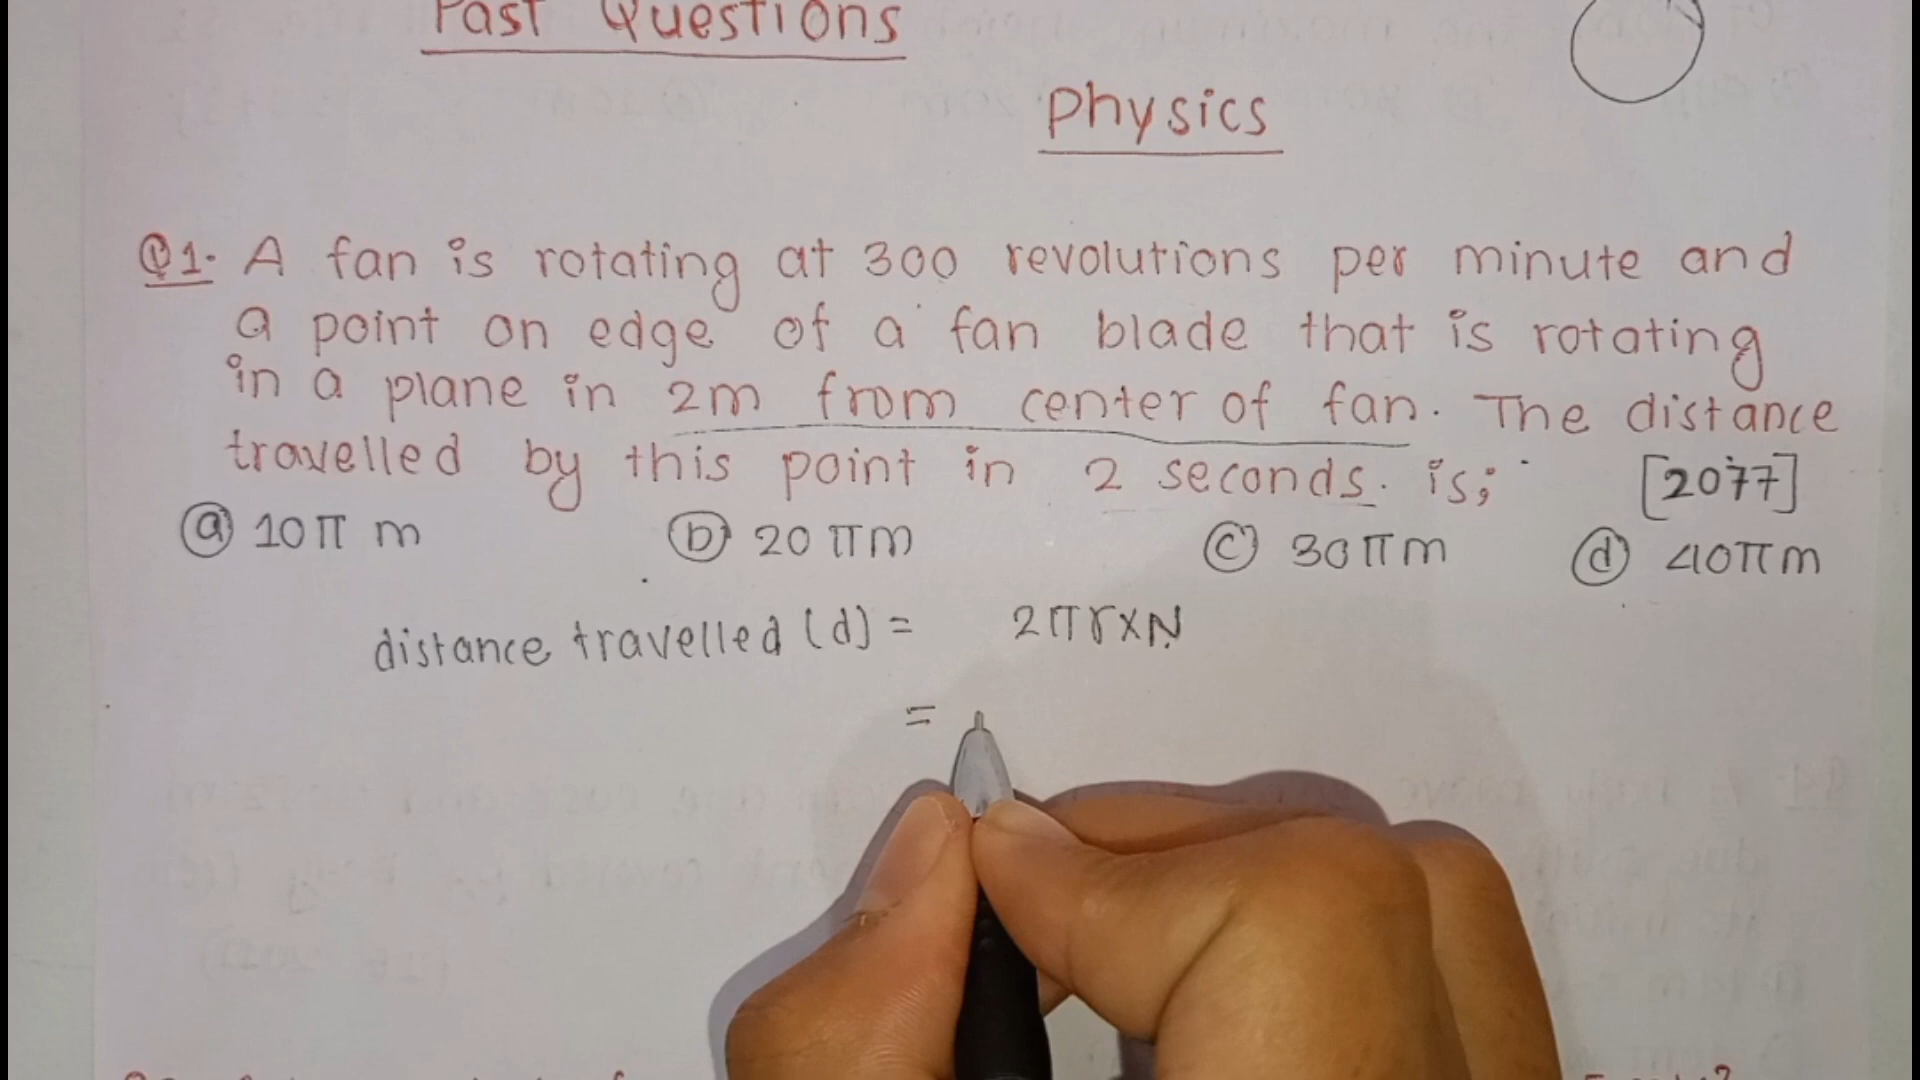 Past Questions
Physics
Q1. A fan is rotating at 300 revolutions per minute and
a point on edge of a fan blade that is rotating
in a plane in 2m from center of fan. The distance
travelled by this point in 2 seconds. is; [2077]
(a) 10π m (b) 20 πm (c) 30πm (d) 40πm
distance travelled (d) = 2πr×N
=